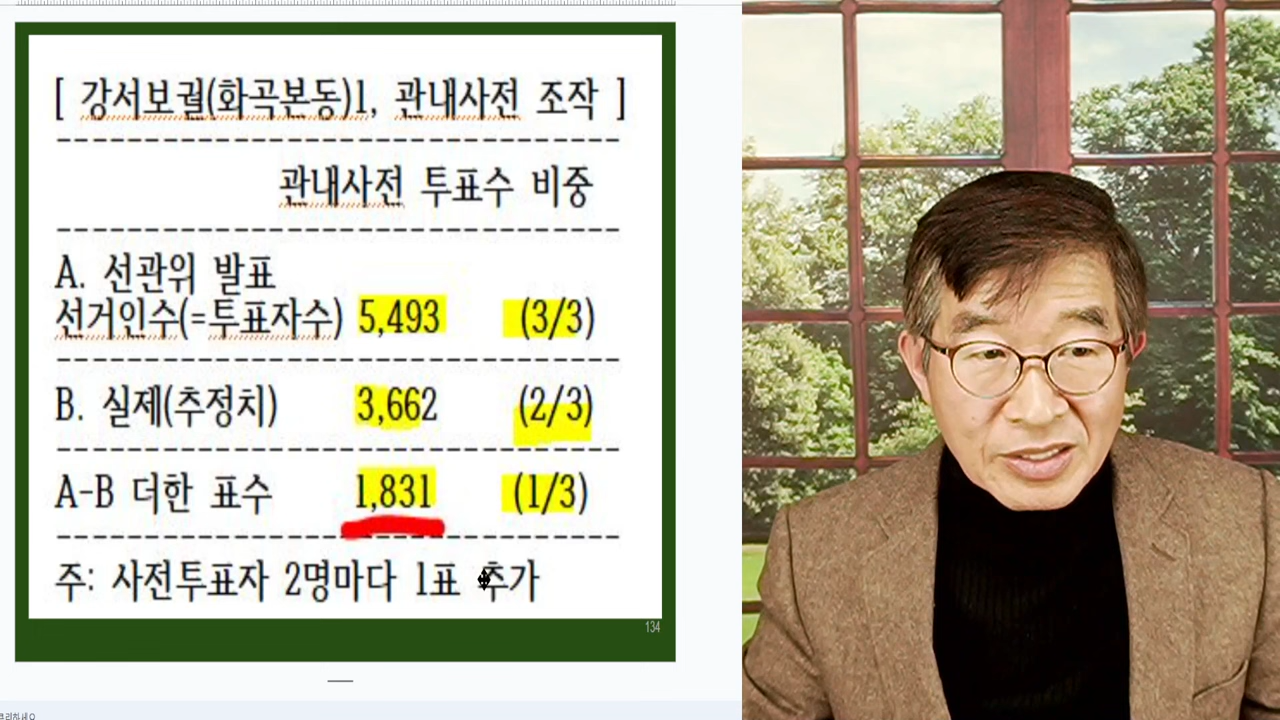 [ 강서보궐(화곡본동)1, 관내사전 조작 ]
관내사전 투표수 비중
A. 선관위 발표
선거인수(=투표자수) 5,493 (3/3)
B. 실제(추정치) 3,662 (2/3)
A-B 더한 표수 1,831 (1/3)
주: 사전투표자 2명마다 1표 추가
134